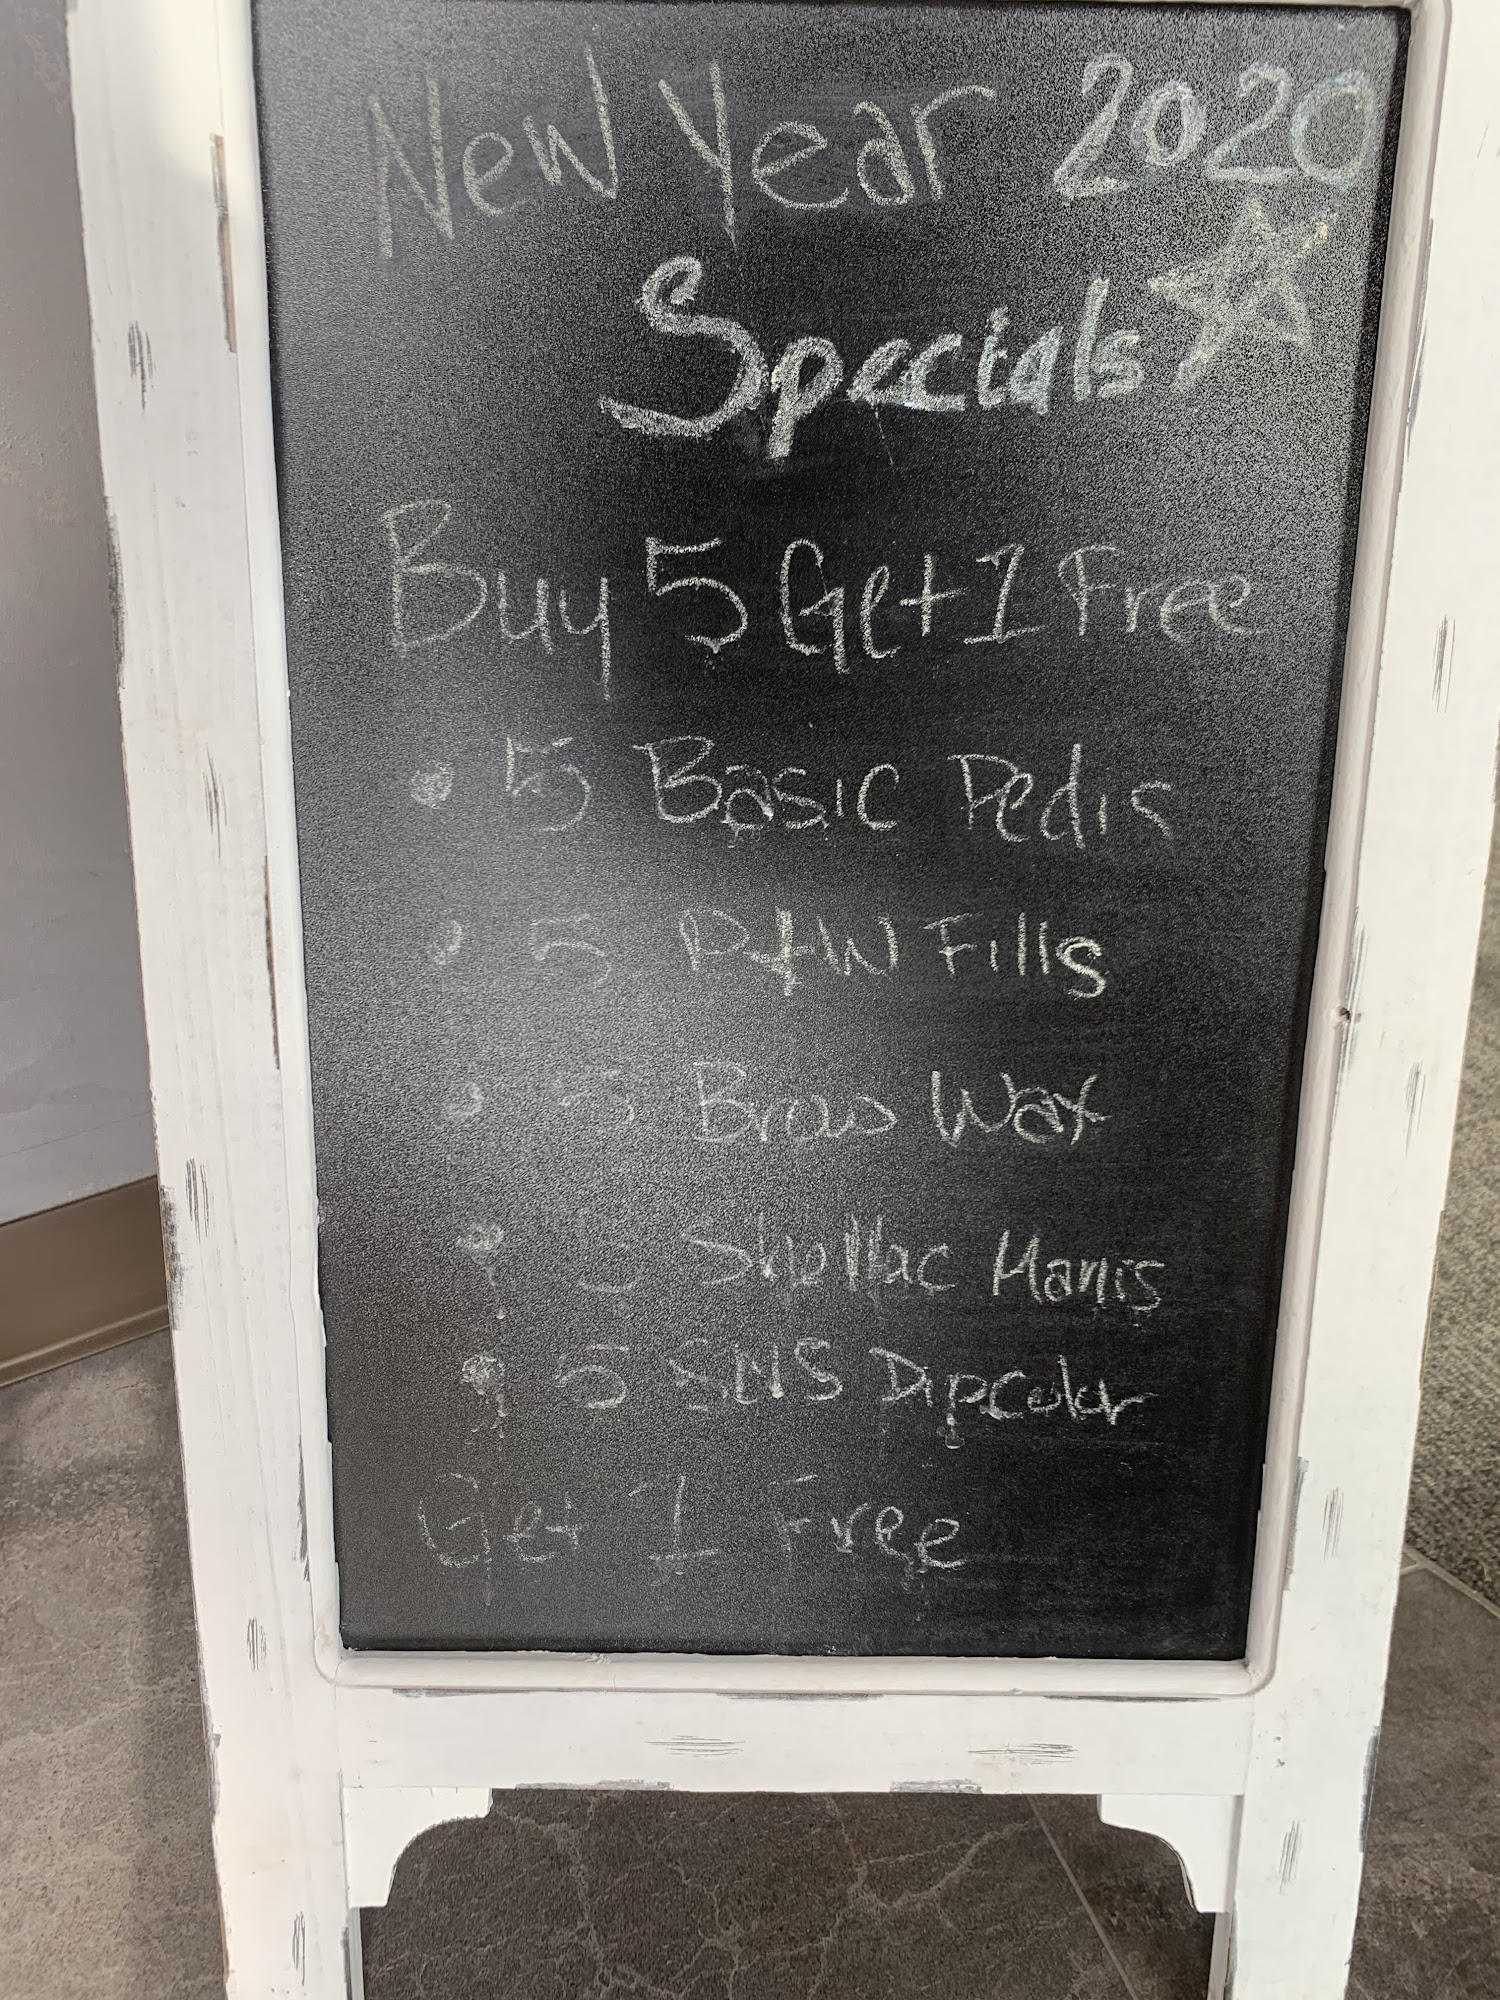 New Year 2020
Specials
Buy 5 Get 1 Free
• 5 Basic Pedis
• 5 P+W Fills
• 5 Brow Wax
• 5 Manis
• 5 SNS Dipcolor
Get 1 Free